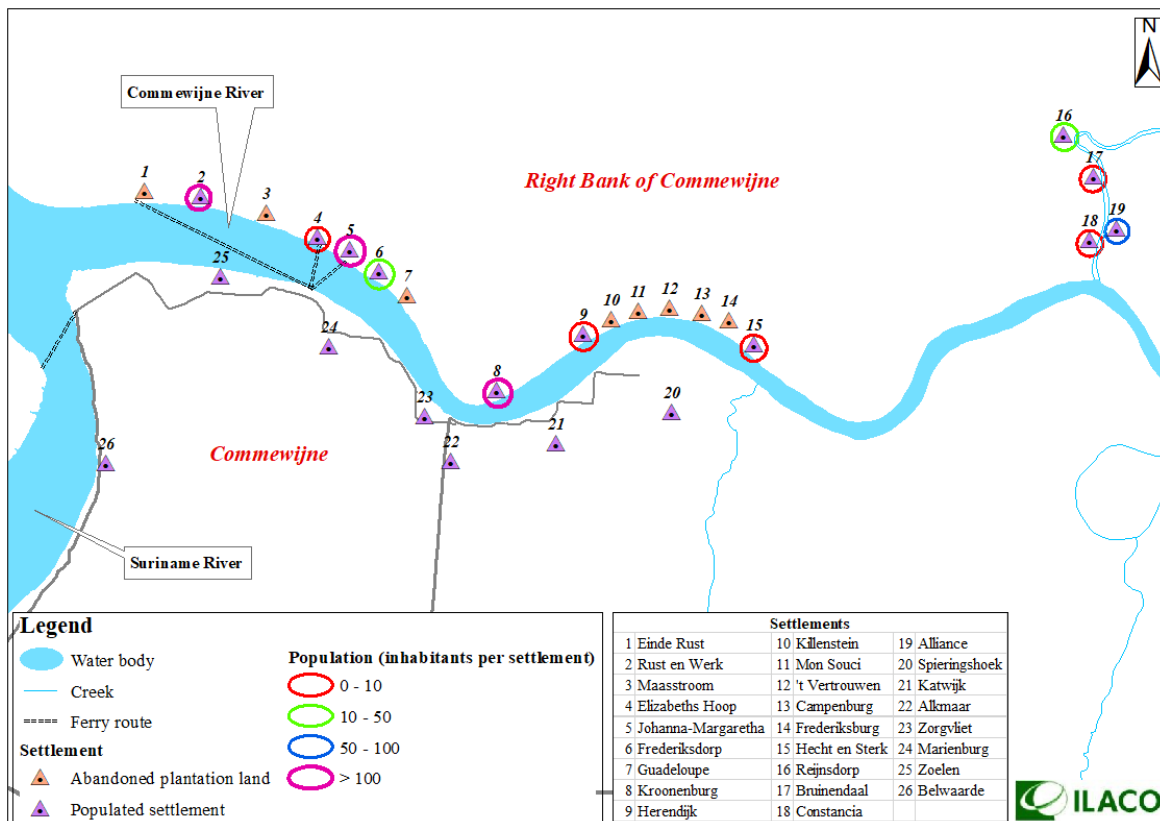 N
Commewijne River
16
1
2
3
4
5
6
7
Right Bank of Commewijne
17
18
19
25
24
9
10
11
12
13
14
15
8
23
22
21
20
26
Commewijne
Suriname River
Legend
Water body
Creek
Ferry route
Settlement
Abandoned plantation land
Populated settlement
Population (inhabitants per settlement)
0 - 10
10 - 50
50 - 100
> 100
Settlements
1 Einde Rust 10 Killenstein 19 Alliance
2 Rust en Werk 11 Mon Souci 20 Spieringshoek
3 Maasstroom 12 't Vertrouwen 21 Katwijk
4 Elizabeths Hoop 13 Campenburg 22 Alkmaar
5 Johanna-Margaretha 14 Frederiksburg 23 Zorgvliet
6 Frederiksdorp 15 Hecht en Sterk 24 Marienburg
7 Guadeloupe 16 Reijnsdorp 25 Zoelen
8 Kroonenburg 17 Bruinendaal 26 Belwaarde
9 Herendijk 18 Constancia
ILACO